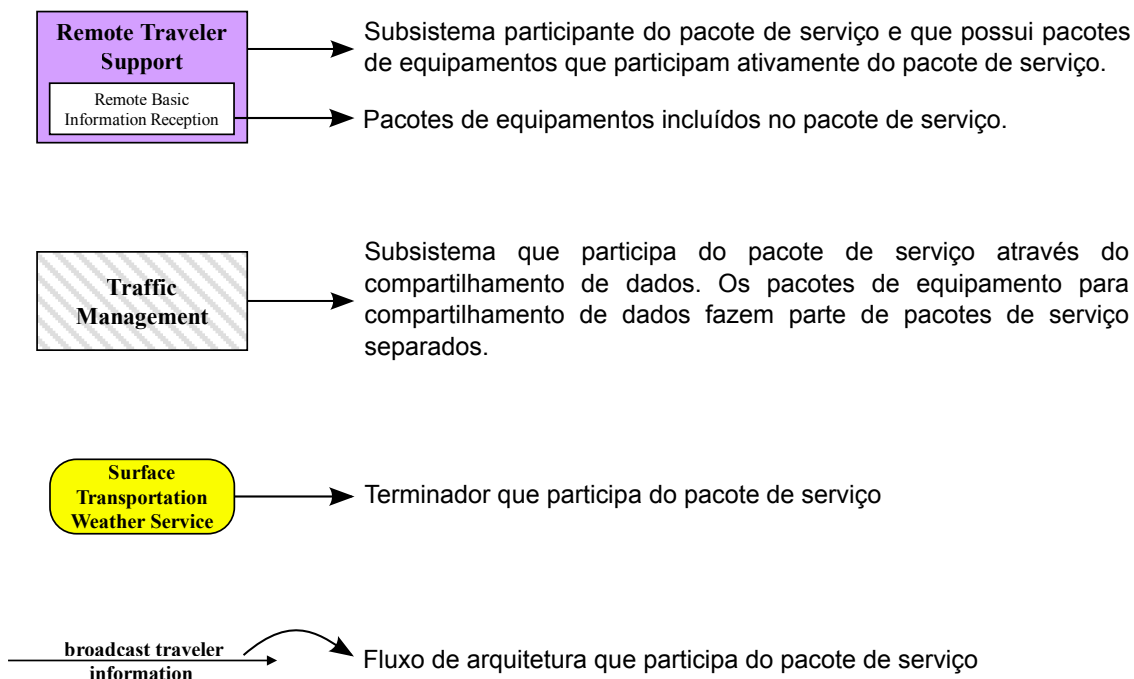 Remote Traveler
Support
Remote Basic
Information Reception
Subsistema participante do pacote de serviço e que possui pacotes
de equipamentos que participam ativamente do pacote de serviço.
Pacotes de equipamentos incluídos no pacote de serviço.
Traffic
Management
Subsistema que participa do pacote de serviço através do
compartilhamento de dados. Os pacotes de equipamento para
compartilhamento de dados fazem parte de pacotes de serviço
separados.
Surface
Transportation
Weather Service
Terminador que participa do pacote de serviço
broadcast traveler
information
Fluxo de arquitetura que participa do pacote de serviço